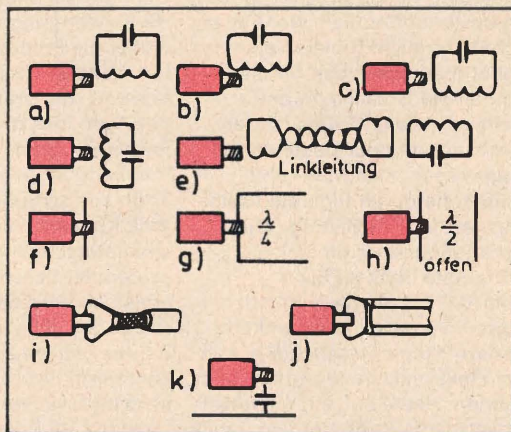 a)
b)
c)
d)
e)
Linkleitung
f)
g)
λ/4
h)
λ/2
offen
i)
j)
k)